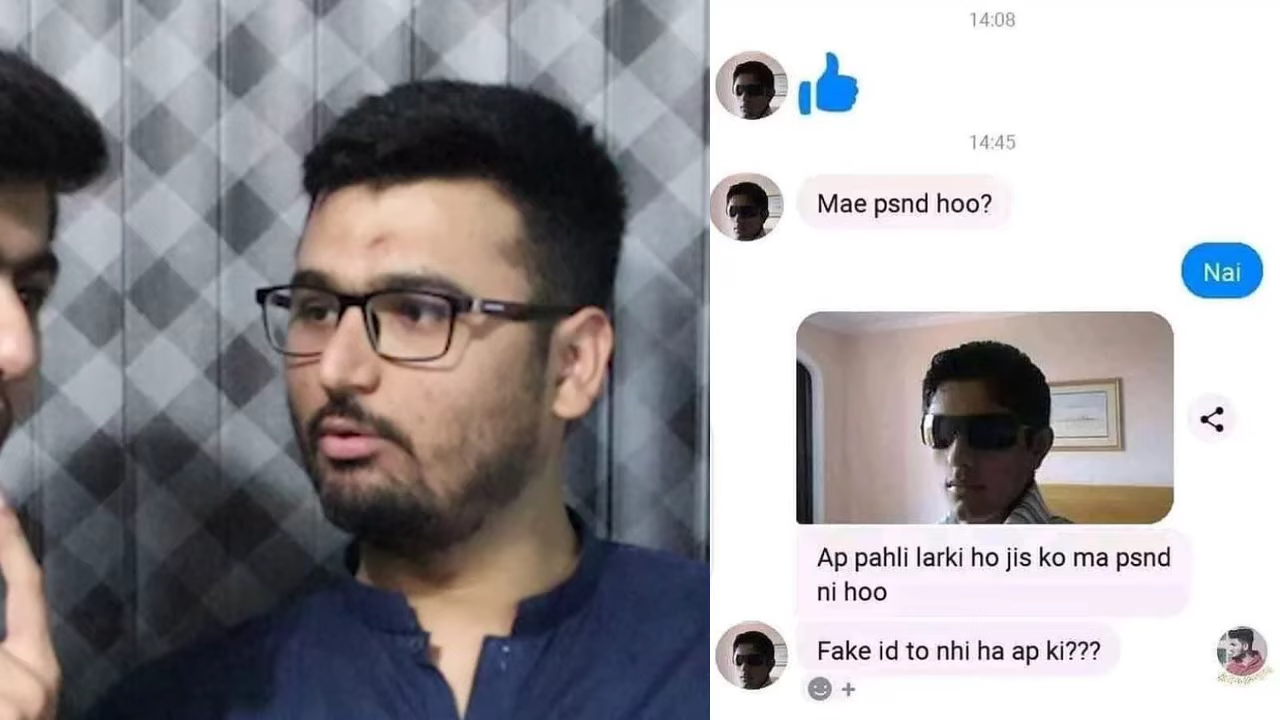 14:08
14:45
Mae psnd hoo?
Nai
Ap pahli larki ho jis ko ma psnd
ni hoo
Fake id to nhi ha ap ki???